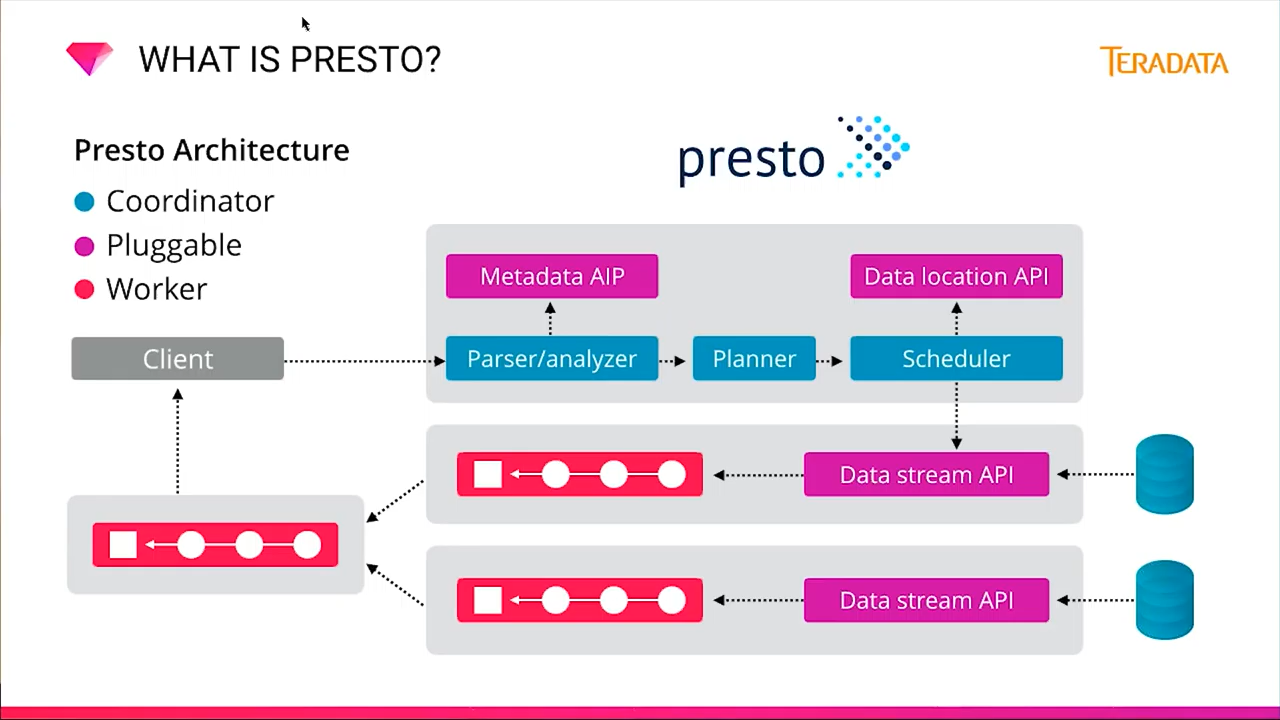 WHAT IS PRESTO?
TERADATA
Presto Architecture
Coordinator
Pluggable
Worker
presto
Metadata AIP
Data location API
Client
Parser/analyzer
Planner
Scheduler
Data stream API
Data stream API